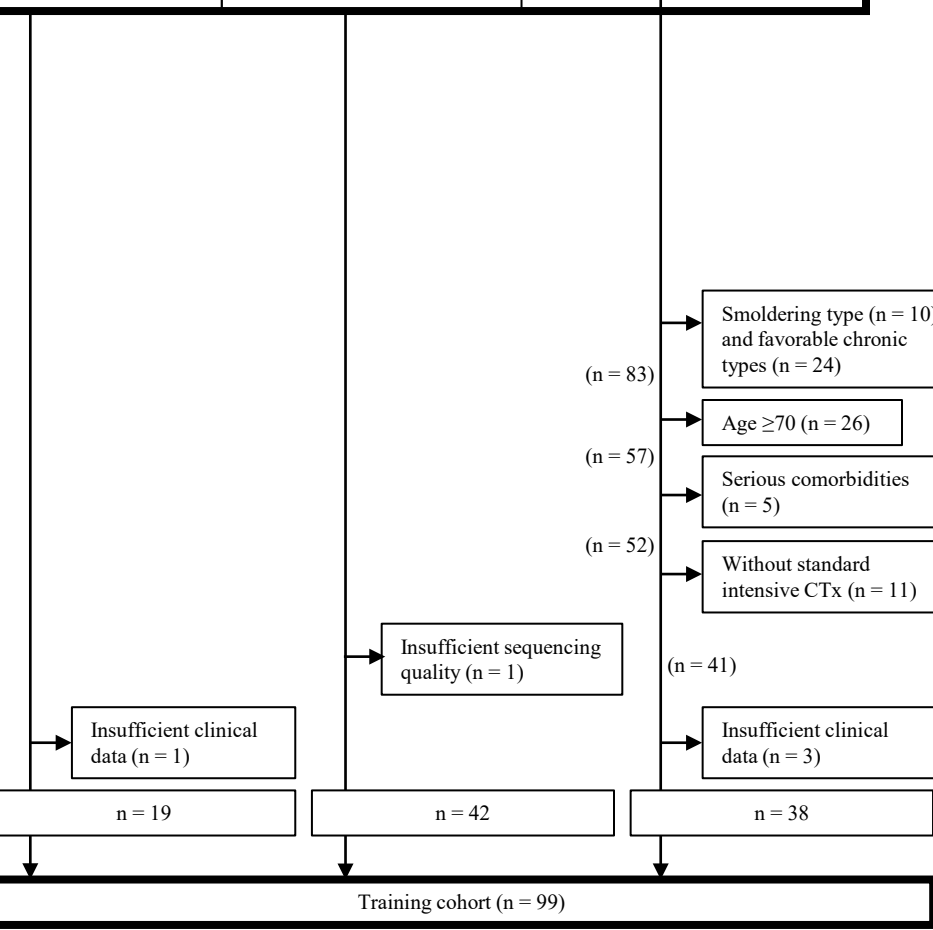 Smoldering type (n = 10)
and favorable chronic
types (n = 24)
(n = 83)
Age ≥70 (n = 26)
(n = 57)
Serious comorbidities
(n = 5)
(n = 52)
Without standard
intensive CTx (n = 11)
Insufficient sequencing
quality (n = 1)
(n = 41)
Insufficient clinical
data (n = 1)
Insufficient clinical
data (n = 3)
n = 19
n = 42
n = 38
Training cohort (n = 99)